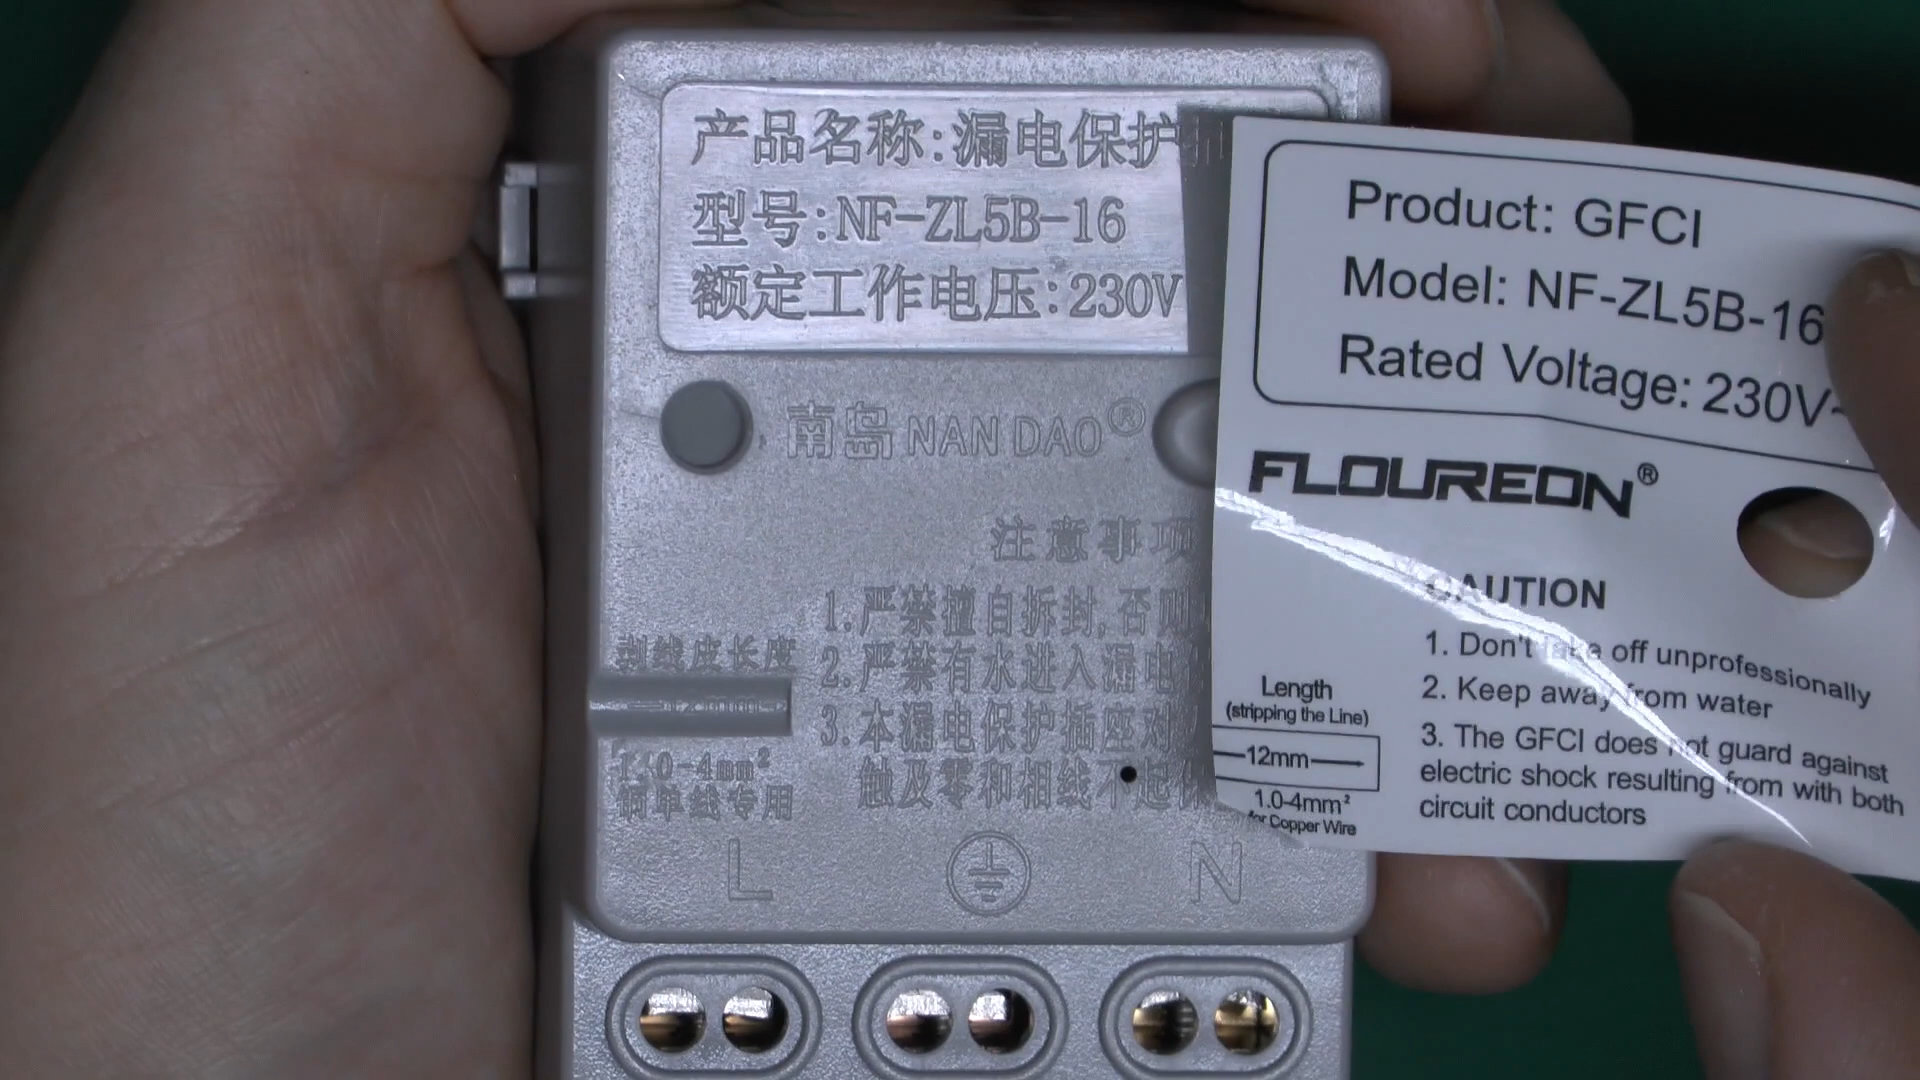 产品名称:漏电保护插
型号:NF-ZL5B-16
额定工作电压:230V
南岛 NAN DAO®
注意事项
1.严禁擅自拆封,否则
2.严禁有水进入漏电
3.本漏电保护插座对
触及零和相线不起保
剥线皮长度
12mm
1.0-4mm²
铜单线专用
L
N
Product: GFCI
Model: NF-ZL5B-16
Rated Voltage: 230V~
FLOUREON®
CAUTION
1. Don't take off unprofessionally
2. Keep away from water
3. The GFCI does not guard against
electric shock resulting from with both
circuit conductors
Length
(stripping the Line)
12mm
1.0-4mm²
for Copper Wire